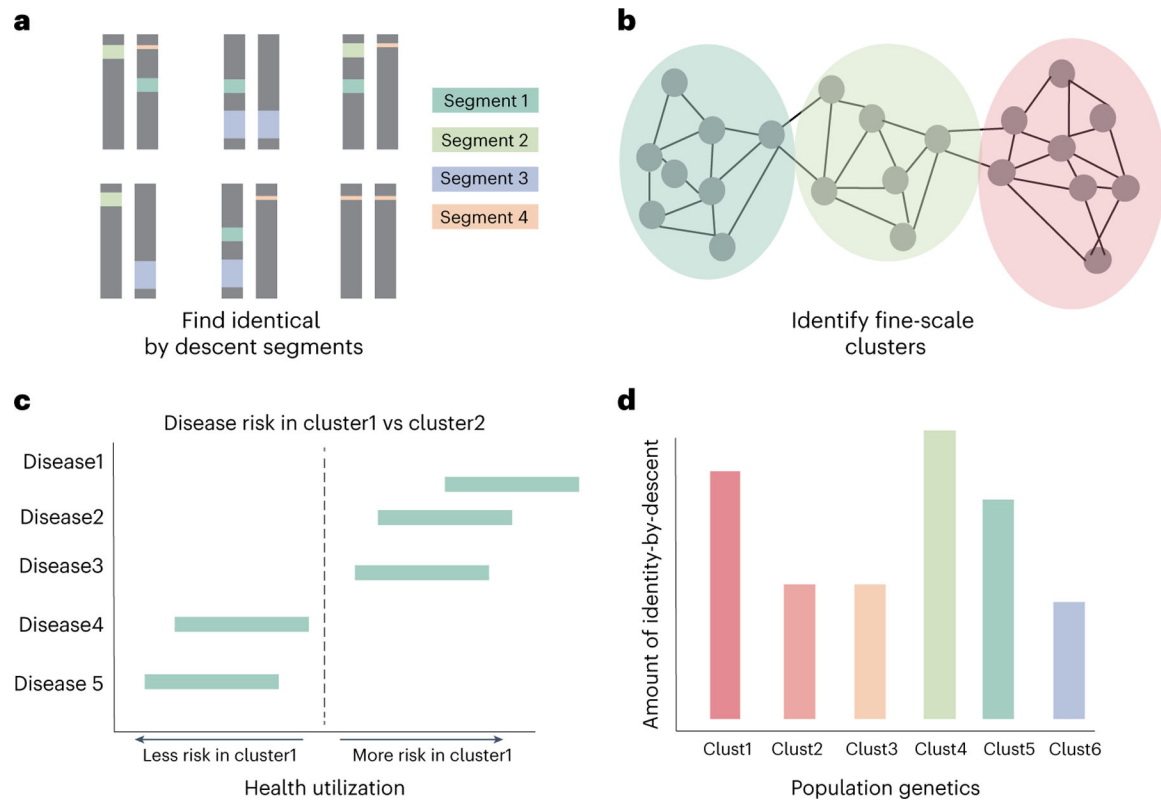 a
Segment 1
Segment 2
Segment 3
Segment 4
Find identical
by descent segments
b
Identify fine-scale
clusters
c
Disease risk in cluster1 vs cluster2
Disease1
Disease2
Disease3
Disease4
Disease 5
Less risk in cluster1
More risk in cluster1
Health utilization
d
Amount of identity-by-descent
Clust1
Clust2
Clust3
Clust4
Clust5
Clust6
Population genetics